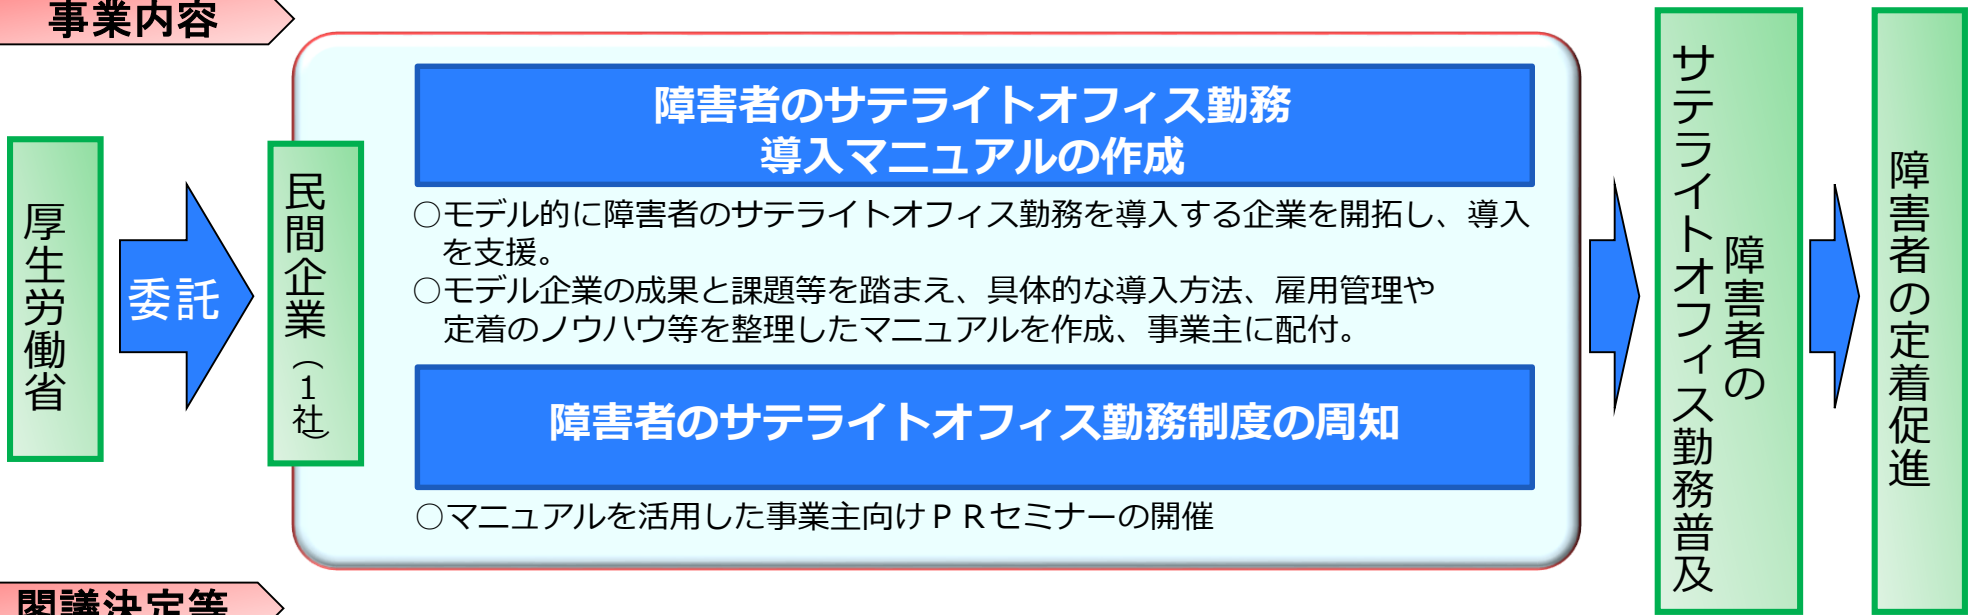 事業内容
厚生労働省
委託
民間企業（1社）
障害者のサテライトオフィス勤務
導入マニュアルの作成
○モデル的に障害者のサテライトオフィス勤務を導入する企業を開拓し、導入
を支援。
○モデル企業の成果と課題等を踏まえ、具体的な導入方法、雇用管理や
定着のノウハウ等を整理したマニュアルを作成、事業主に配付。
障害者のサテライトオフィス勤務制度の周知
○マニュアルを活用した事業主向けＰＲセミナーの開催
障害者の
サテライトオフィス勤務普及
障害者の定着促進
閣議決定等